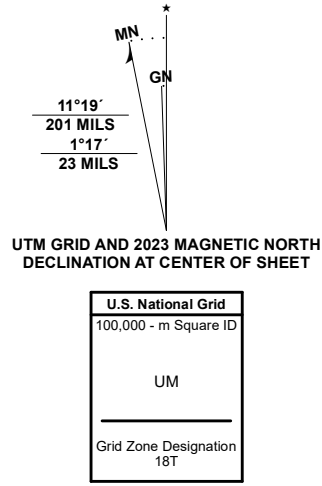 MN
GN
11°19´
201 MILS
1°17´
23 MILS
UTM GRID AND 2023 MAGNETIC NORTH
DECLINATION AT CENTER OF SHEET
U.S. National Grid
100,000 - m Square ID
UM
Grid Zone Designation
18T